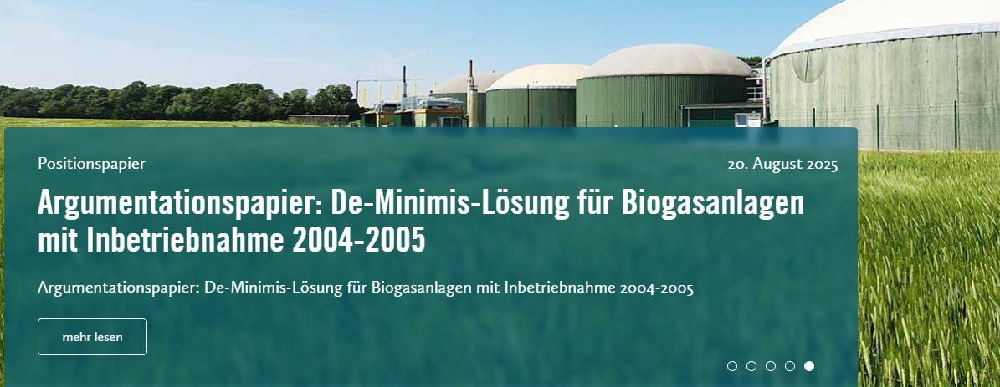 Positionspapier
20. August 2025
Argumentationspapier: De-Minimis-Lösung für Biogasanlagen
mit Inbetriebnahme 2004-2005
Argumentationspapier: De-Minimis-Lösung für Biogasanlagen mit Inbetriebnahme 2004-2005
mehr lesen